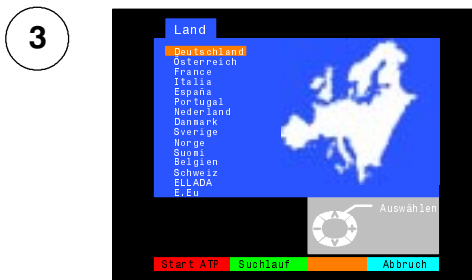 3
Land
Deutschland
Österreich
France
Italia
España
Portugal
Nederland
Danmark
Sverige
Norge
Suomi
Belgien
Schweiz
ELLADA
E.Eu
Auswählen
Start ATP Suchlauf Abbruch